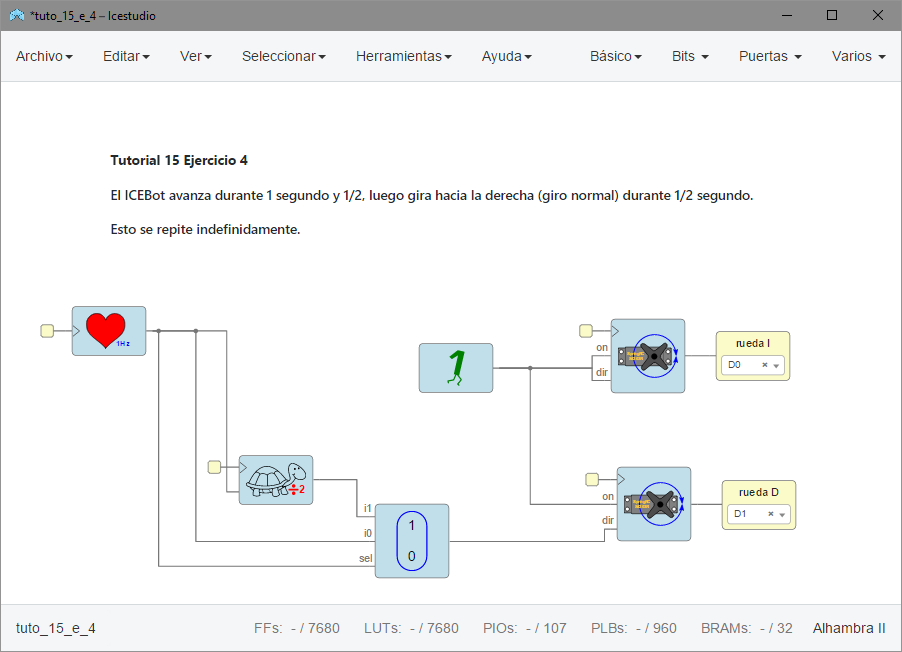 *tuto_15_e_4 – Icestudio
Archivo Editar Ver Seleccionar Herramientas Ayuda Básico Bits Puertas Varios
Tutorial 15 Ejercicio 4
El ICEBot avanza durante 1 segundo y 1/2, luego gira hacia la derecha (giro normal) durante 1/2 segundo.
Esto se repite indefinidamente.
1Hz
1
on
dir
rueda I
D0
÷2
on
dir
rueda D
D1
i1
i0
sel
1
0
tuto_15_e_4 FFs: - / 7680 LUTs: - / 7680 PIOs: - / 107 PLBs: - / 960 BRAMs: - / 32 Alhambra II